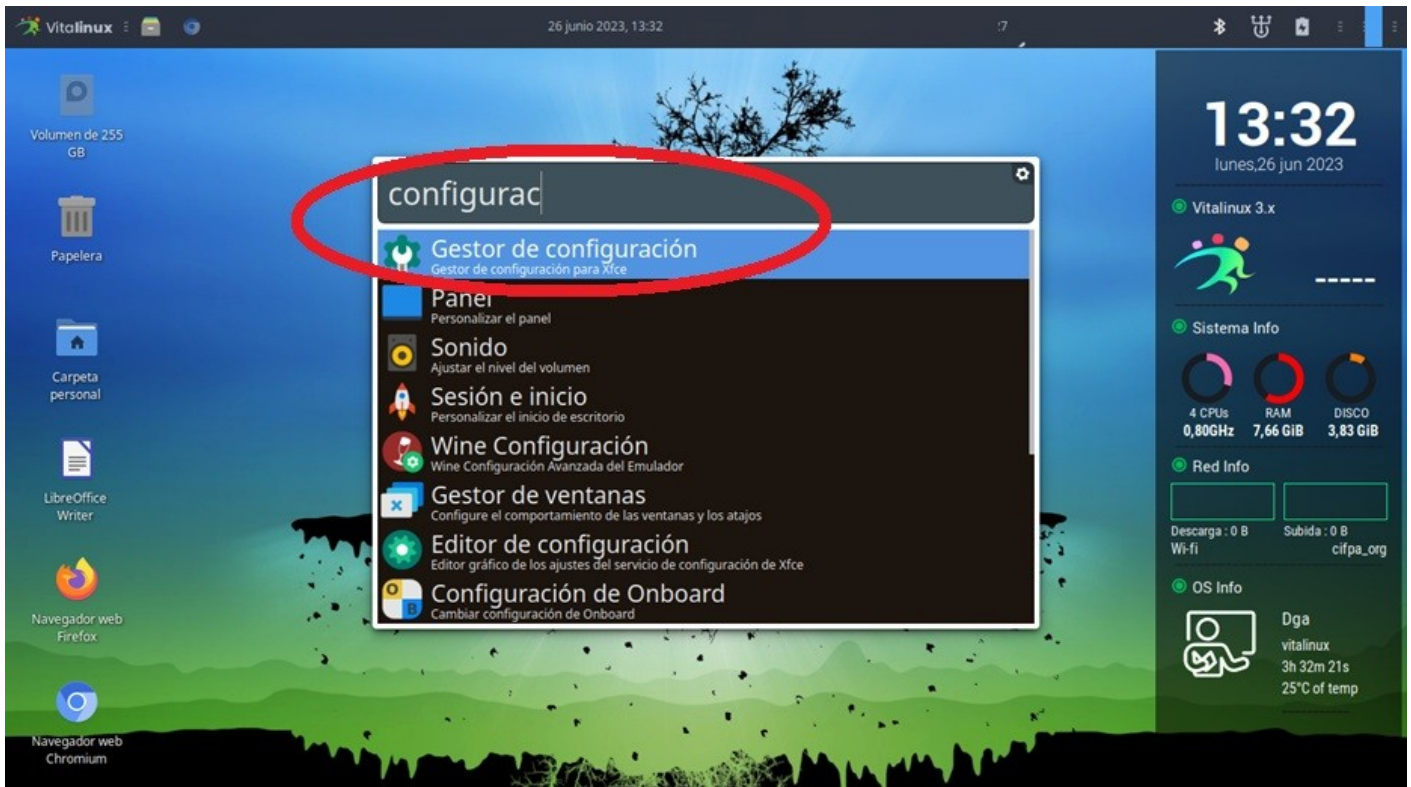 Vitalinux
26 junio 2023, 13:32
:7
Volumen de 255
GB
Papelera
Carpeta
personal
LibreOffice
Writer
Navegador web
Firefox
Navegador web
Chromium
configurac
Gestor de configuración
Gestor de configuración para Xfce
Panel
Personalizar el panel
Sonido
Ajustar el nivel del volumen
Sesión e inicio
Personalizar el inicio de escritorio
Wine Configuración
Wine Configuración Avanzada del Emulador
Gestor de ventanas
Configure el comportamiento de las ventanas y los atajos
Editor de configuración
Editor gráfico de los ajustes del servicio de configuración de Xfce
O
B
Configuración de Onboard
Cambiar configuración de Onboard
13:32
lunes,26 jun 2023
Vitalinux 3.x
-----
Sistema Info
4 CPUs RAM DISCO
0,80GHz 7,66 GiB 3,83 GiB
Red Info
Descarga : 0 B Subida : 0 B
Wi-fi cifpa_org
OS Info
Dga
vitalinux
3h 32m 21s
25°C of temp